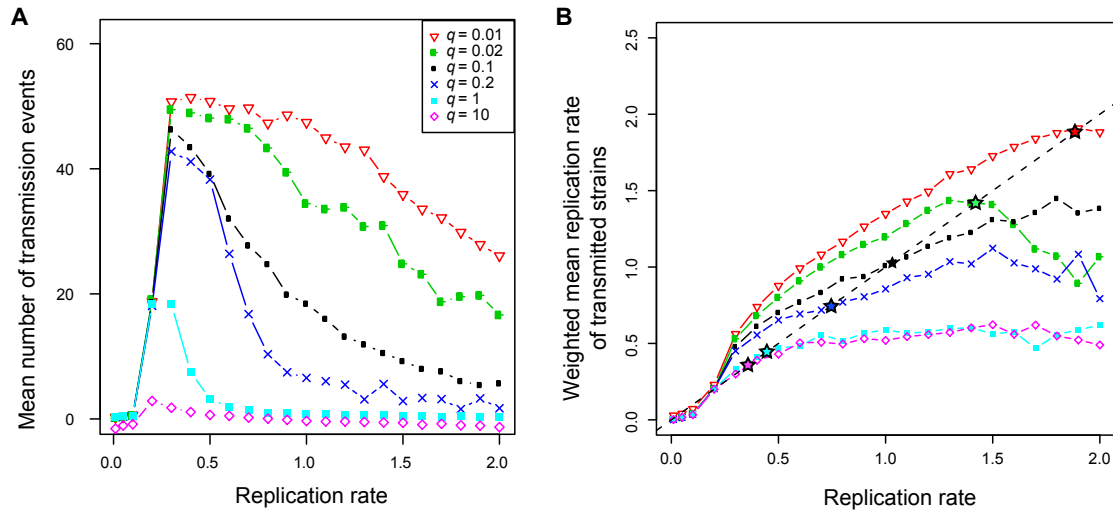 A
Mean number of transmission events
60
40
20
0
q = 0.01
q = 0.02
q = 0.1
q = 0.2
q = 1
q = 10
0.0 0.5 1.0 1.5 2.0
Replication rate
B
Weighted mean replication rate
of transmitted strains
2.5
2.0
1.5
1.0
0.5
0.0
0.0 0.5 1.0 1.5 2.0
Replication rate